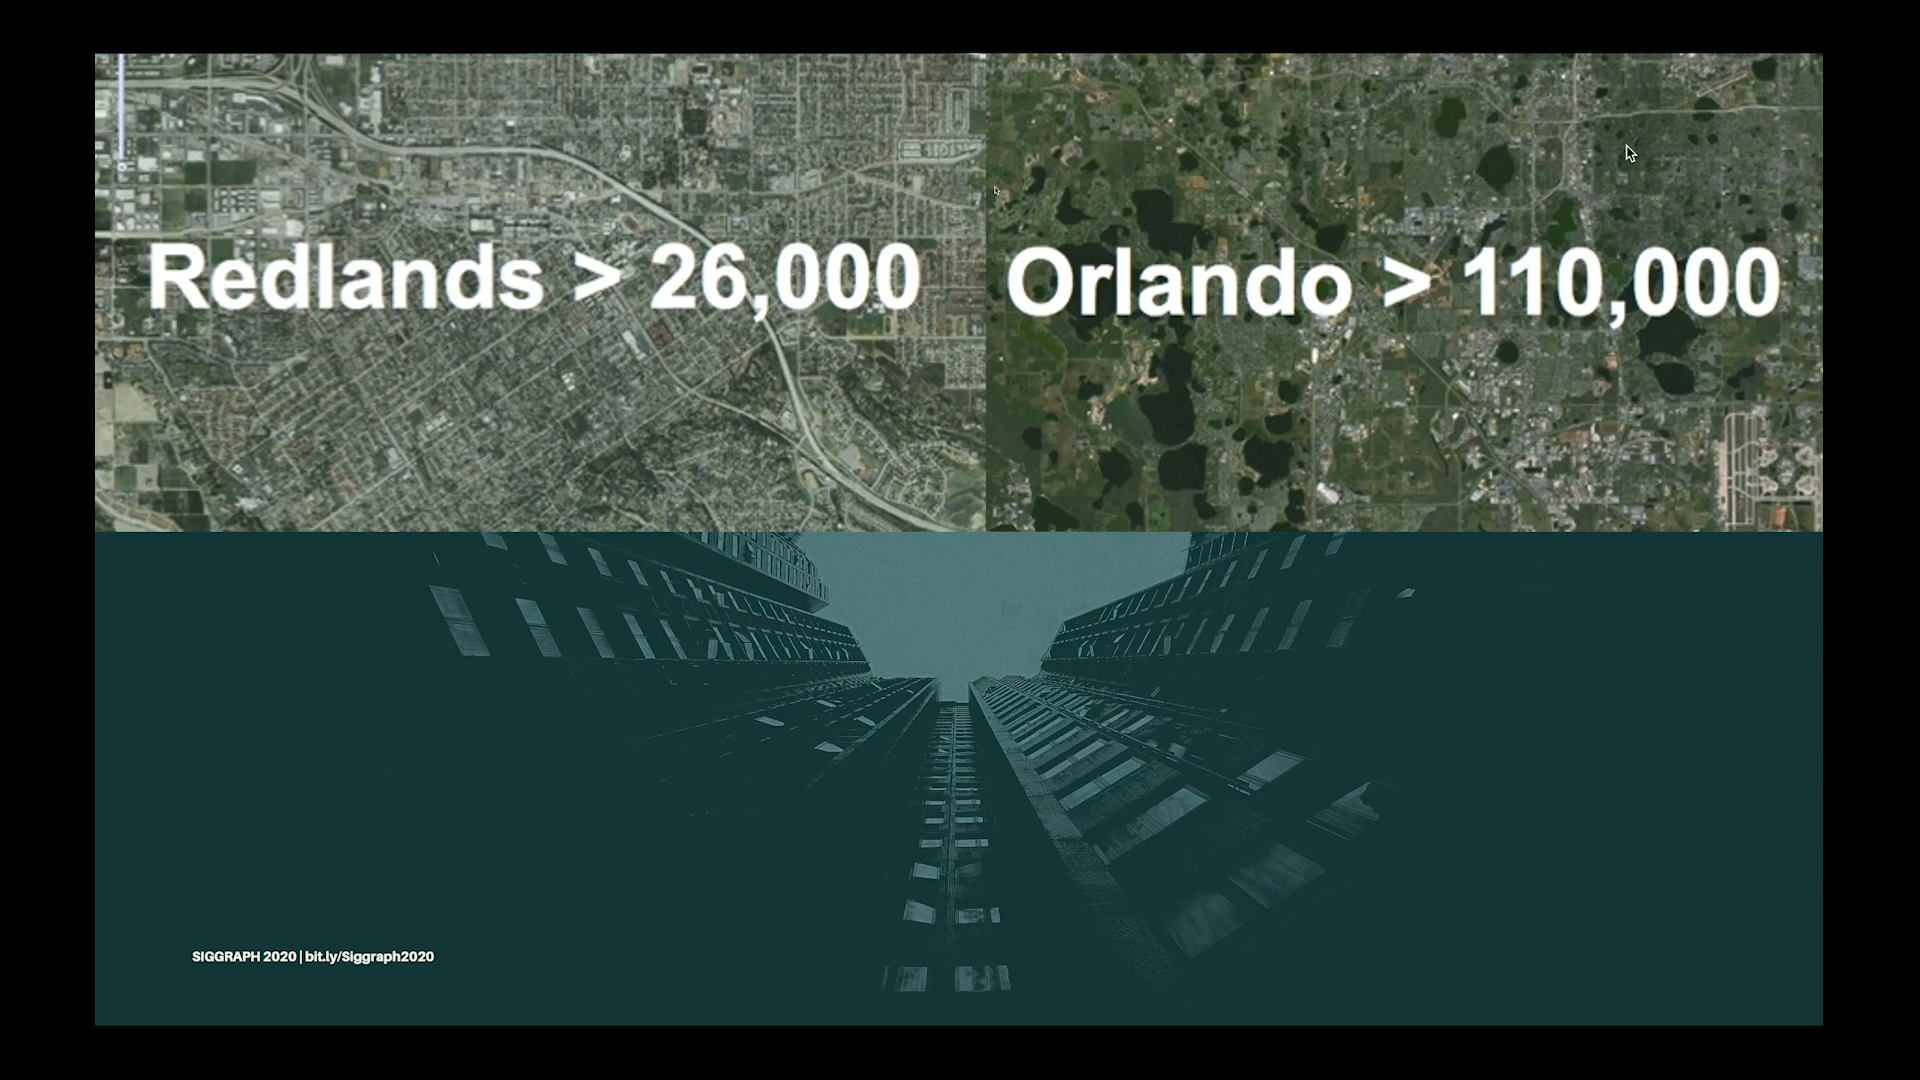 Redlands > 26,000
Orlando > 110,000
SIGGRAPH 2020 | bit.ly/Siggraph2020